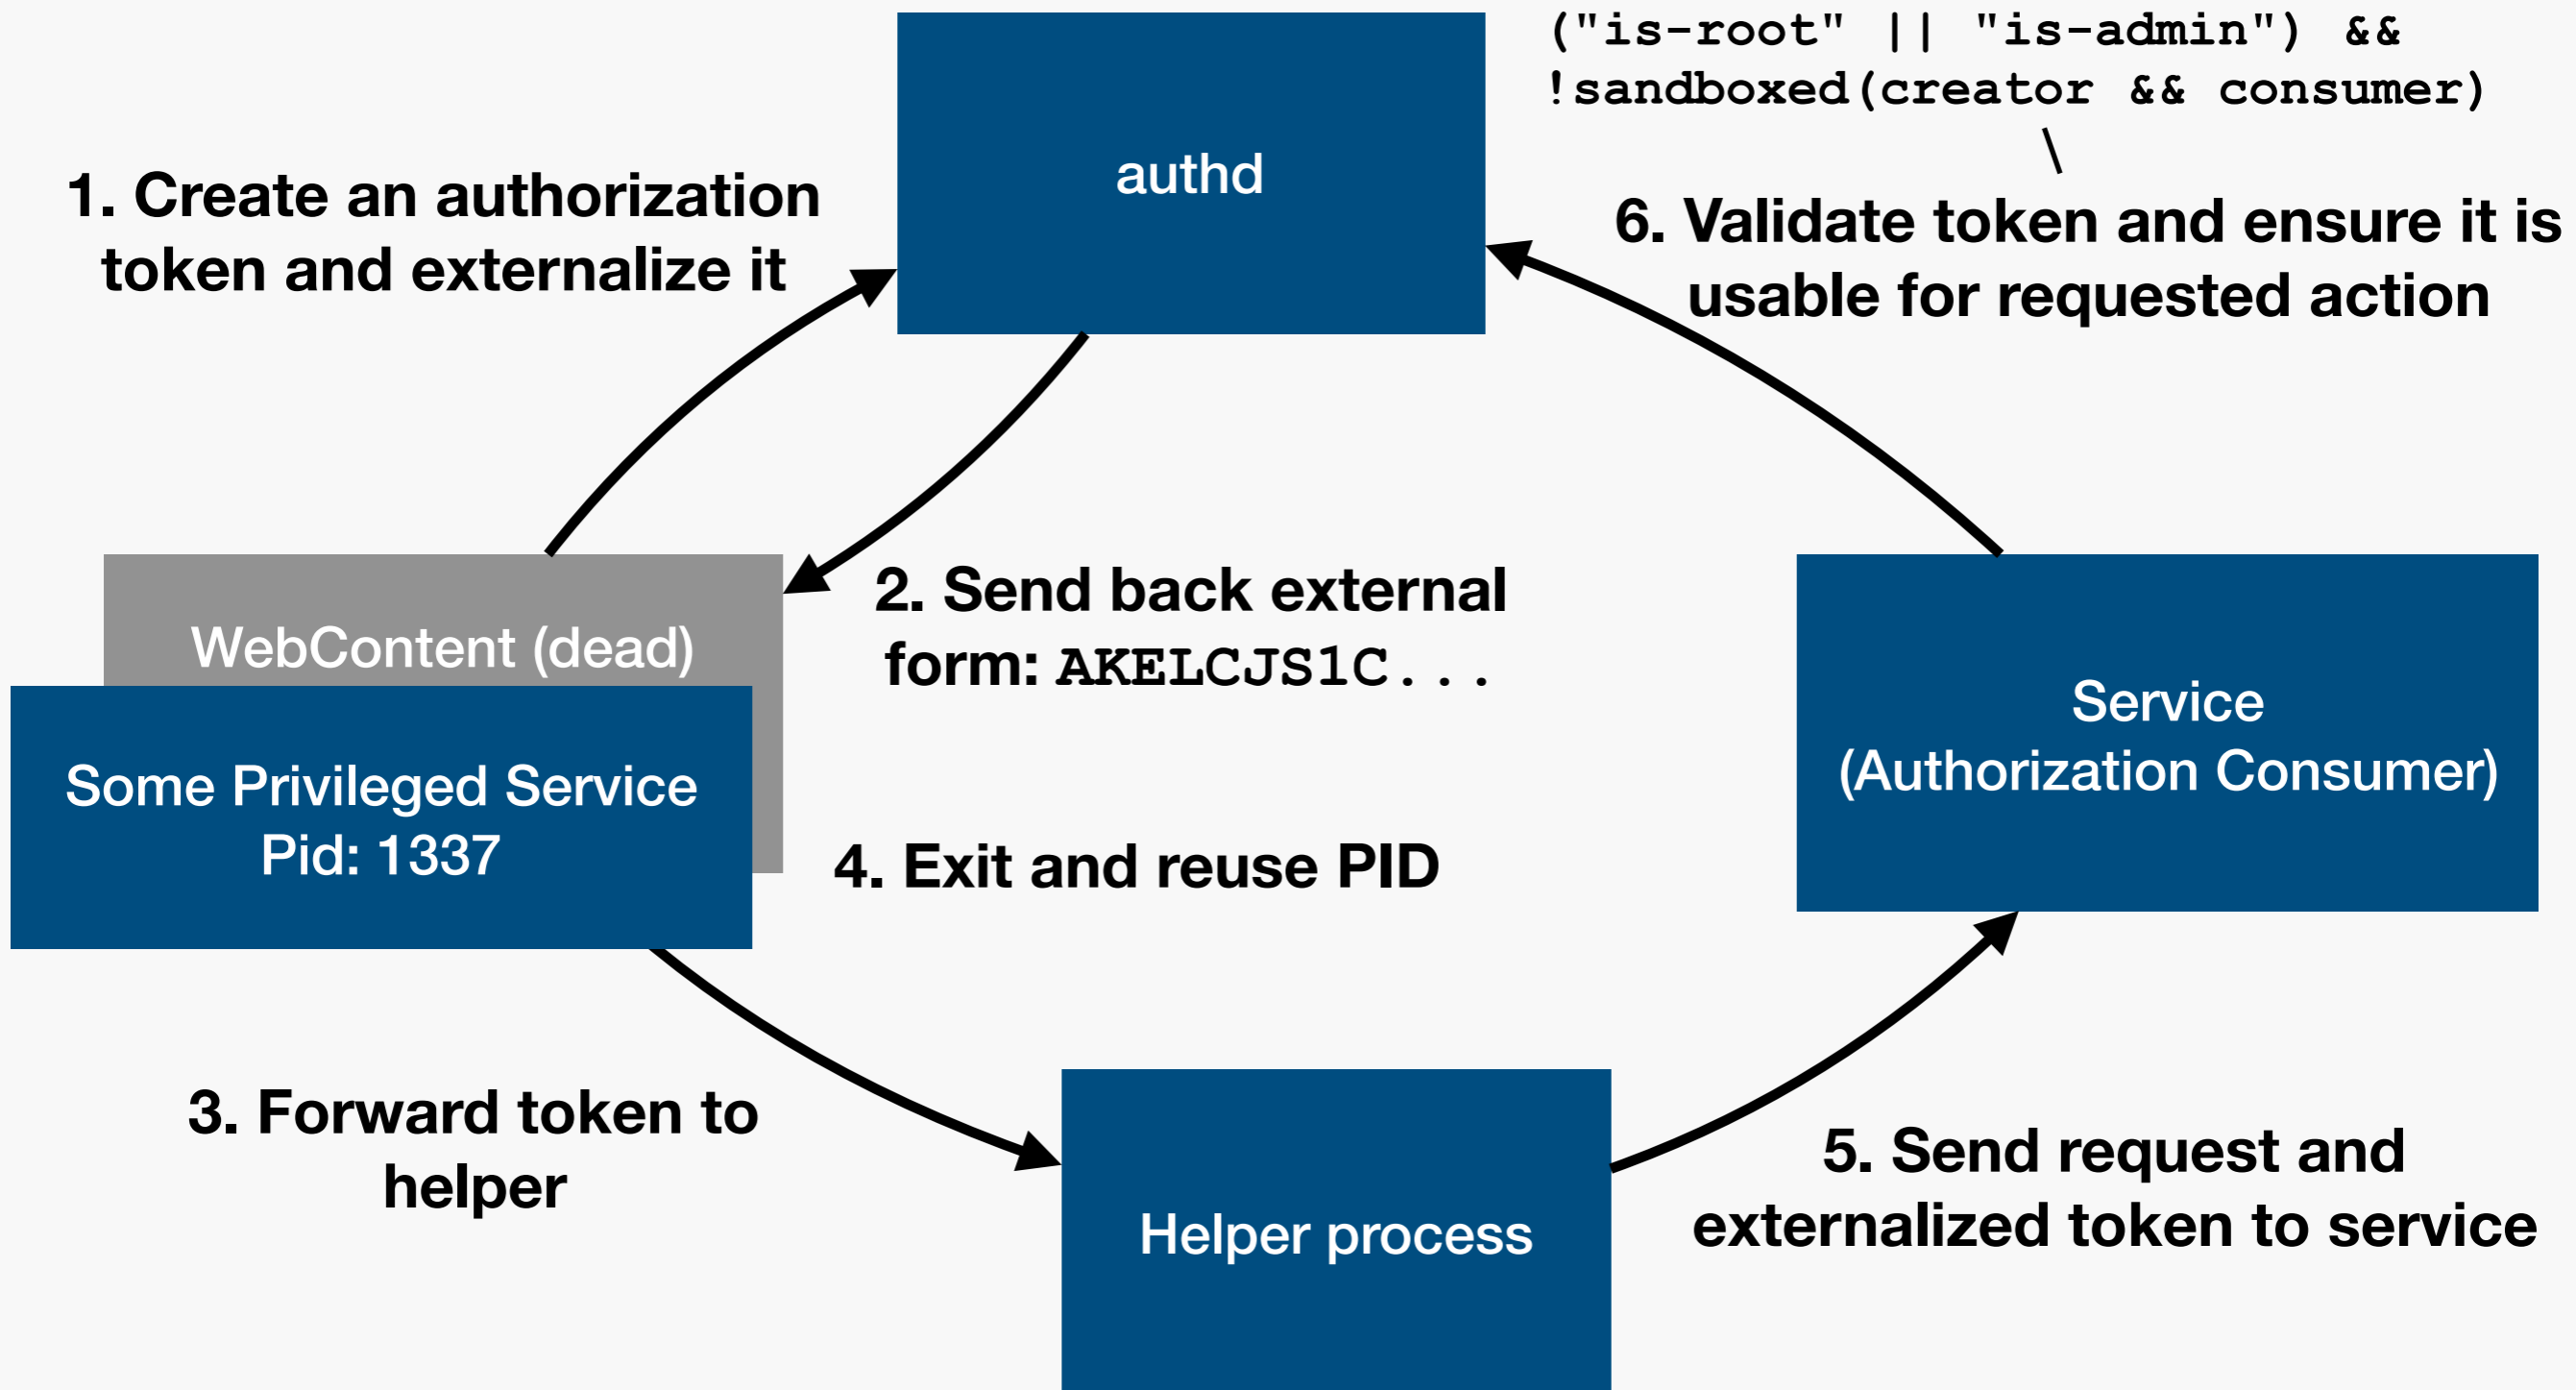 authd
("is-root" || "is-admin") &&
!sandboxed(creator && consumer)
\
1. Create an authorization
token and externalize it
6. Validate token and ensure it is
usable for requested action
2. Send back external
form: AKELCJS1C...
WebContent (dead)
Some Privileged Service
Pid: 1337
Service
(Authorization Consumer)
4. Exit and reuse PID
3. Forward token to
helper
Helper process
5. Send request and
externalized token to service